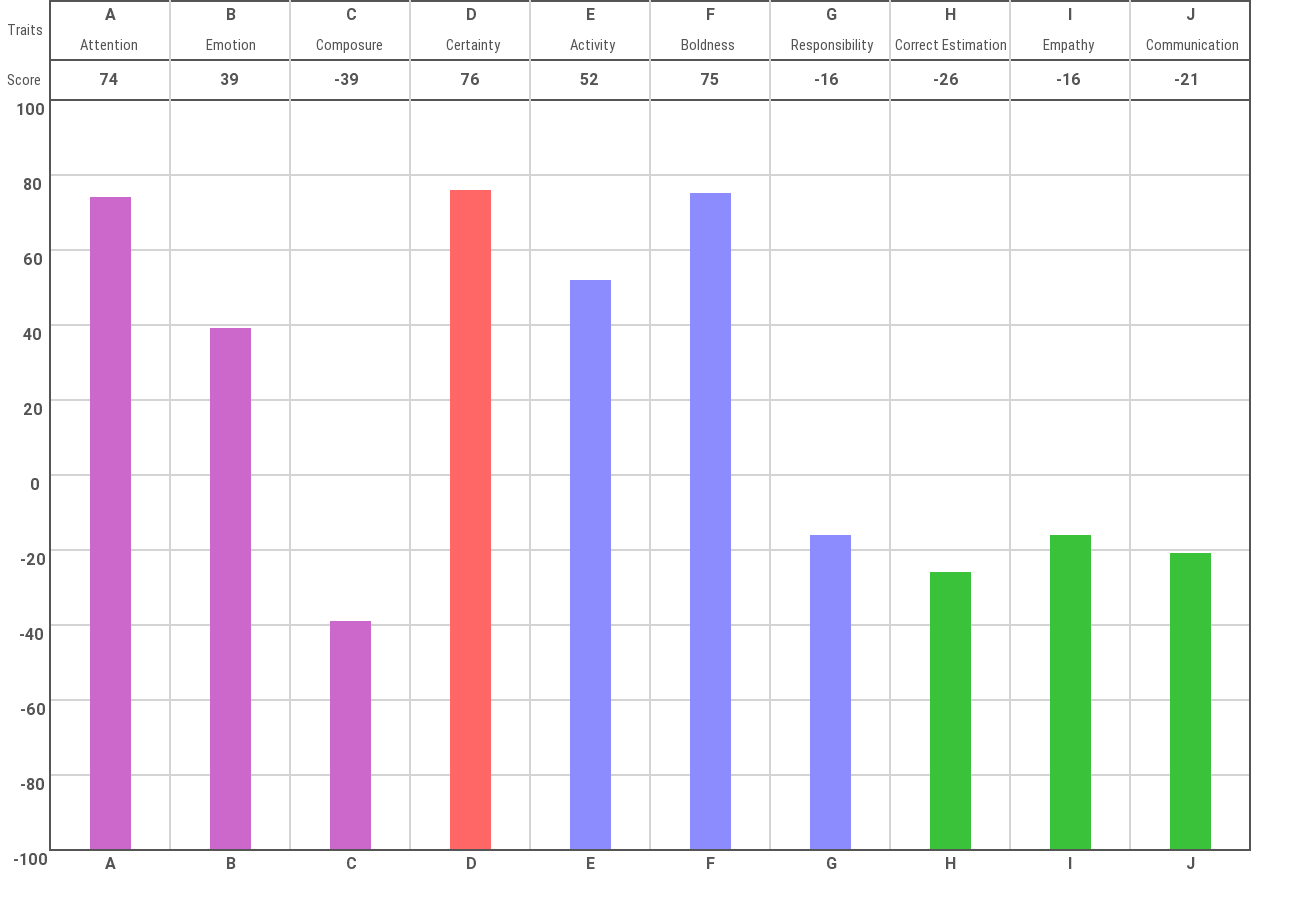 A B C D E F G H I J
Traits
Attention Emotion Composure Certainty Activity Boldness Responsibility Correct Estimation Empathy Communication
Score 74 39 -39 76 52 75 -16 -26 -16 -21
100
80
60
40
20
0
-20
-40
-60
-80
-100
A B C D E F G H I J